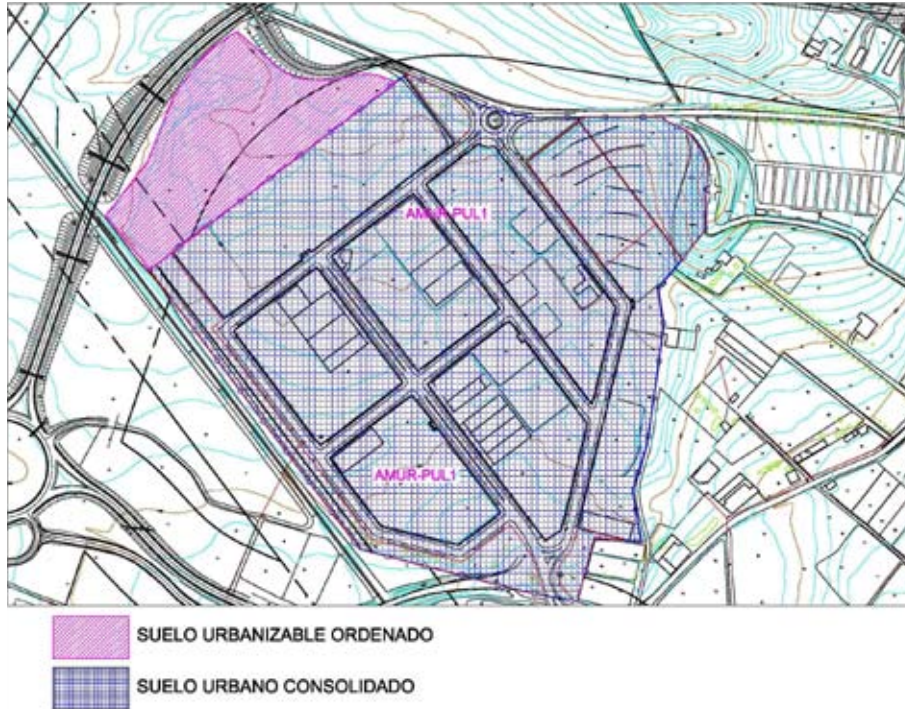 AMUR-PUL1
AMUR-PUL1
SUELO URBANIZABLE ORDENADO
SUELO URBANO CONSOLIDADO